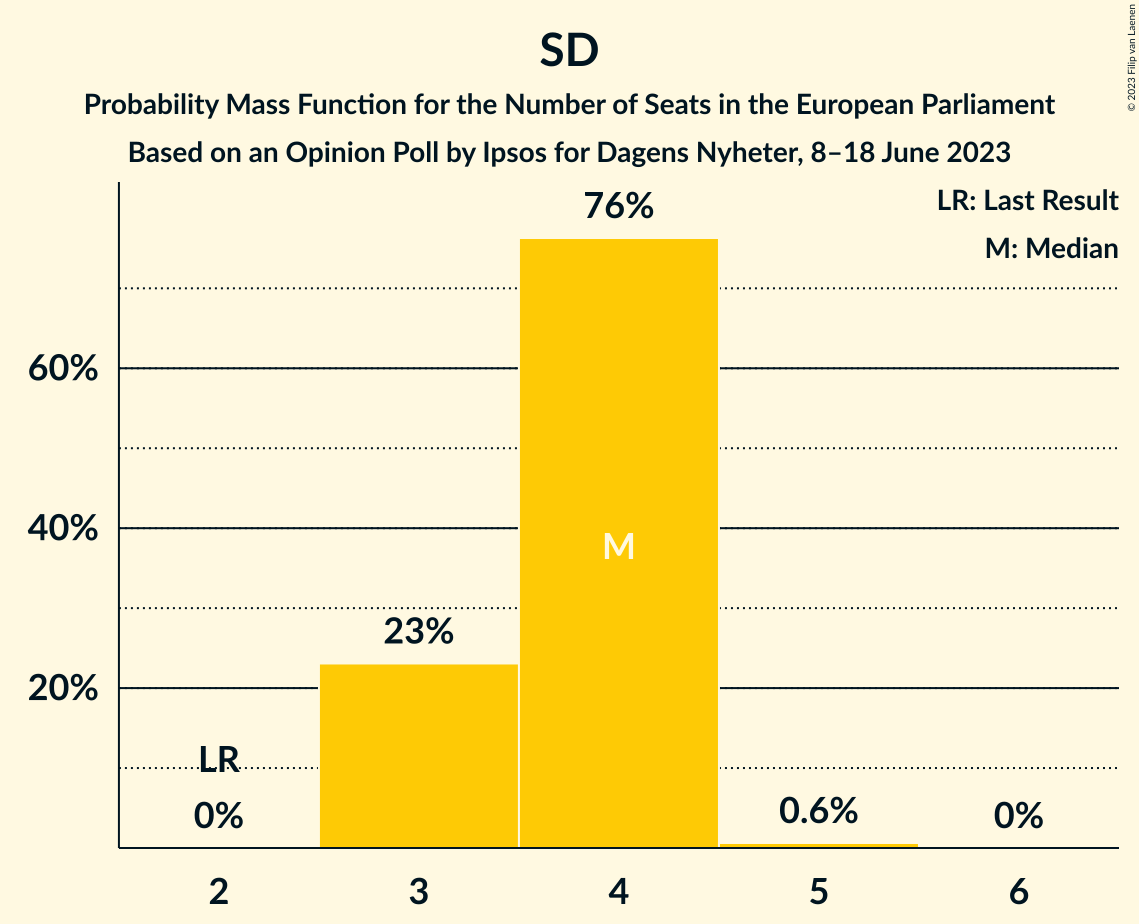 SD
Probability Mass Function for the Number of Seats in the European Parliament
Based on an Opinion Poll by Ipsos for Dagens Nyheter, 8–18 June 2023
© 2023 Filip van Laenen
LR: Last Result
M: Median
76%
60%
40%
M
23%
20%
LR
0%
0.6%
0%
2 3 4 5 6